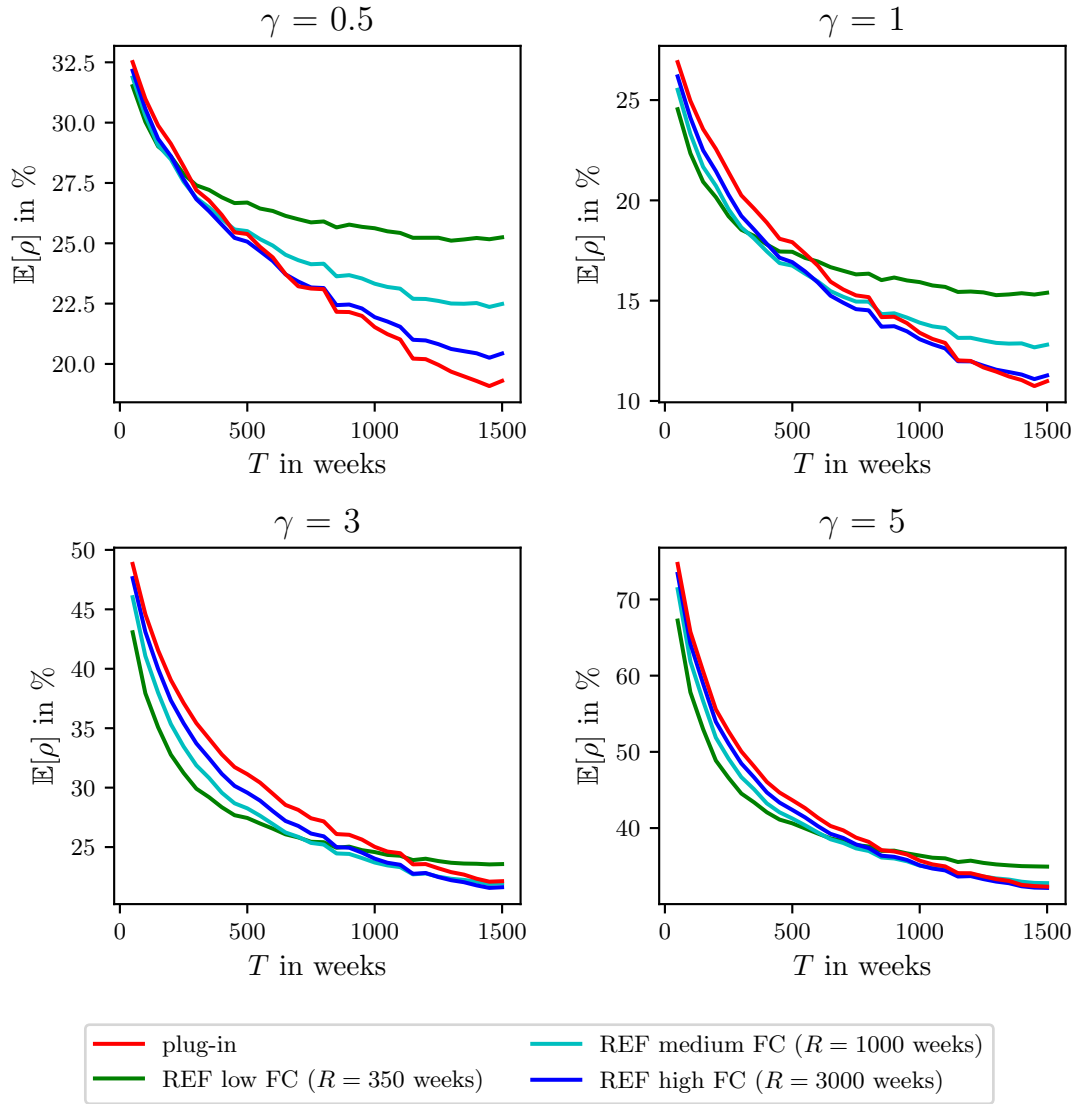 γ = 0.5
γ = 1
32.5
30.0
27.5
25.0
22.5
20.0
𝔼[ρ] in %
0 500 1000 1500
T in weeks
25
20
15
10
𝔼[ρ] in %
0 500 1000 1500
T in weeks
γ = 3
γ = 5
50
45
40
35
30
25
𝔼[ρ] in %
0 500 1000 1500
T in weeks
70
60
50
40
𝔼[ρ] in %
0 500 1000 1500
T in weeks
plug-in
REF low FC (R = 350 weeks)
REF medium FC (R = 1000 weeks)
REF high FC (R = 3000 weeks)